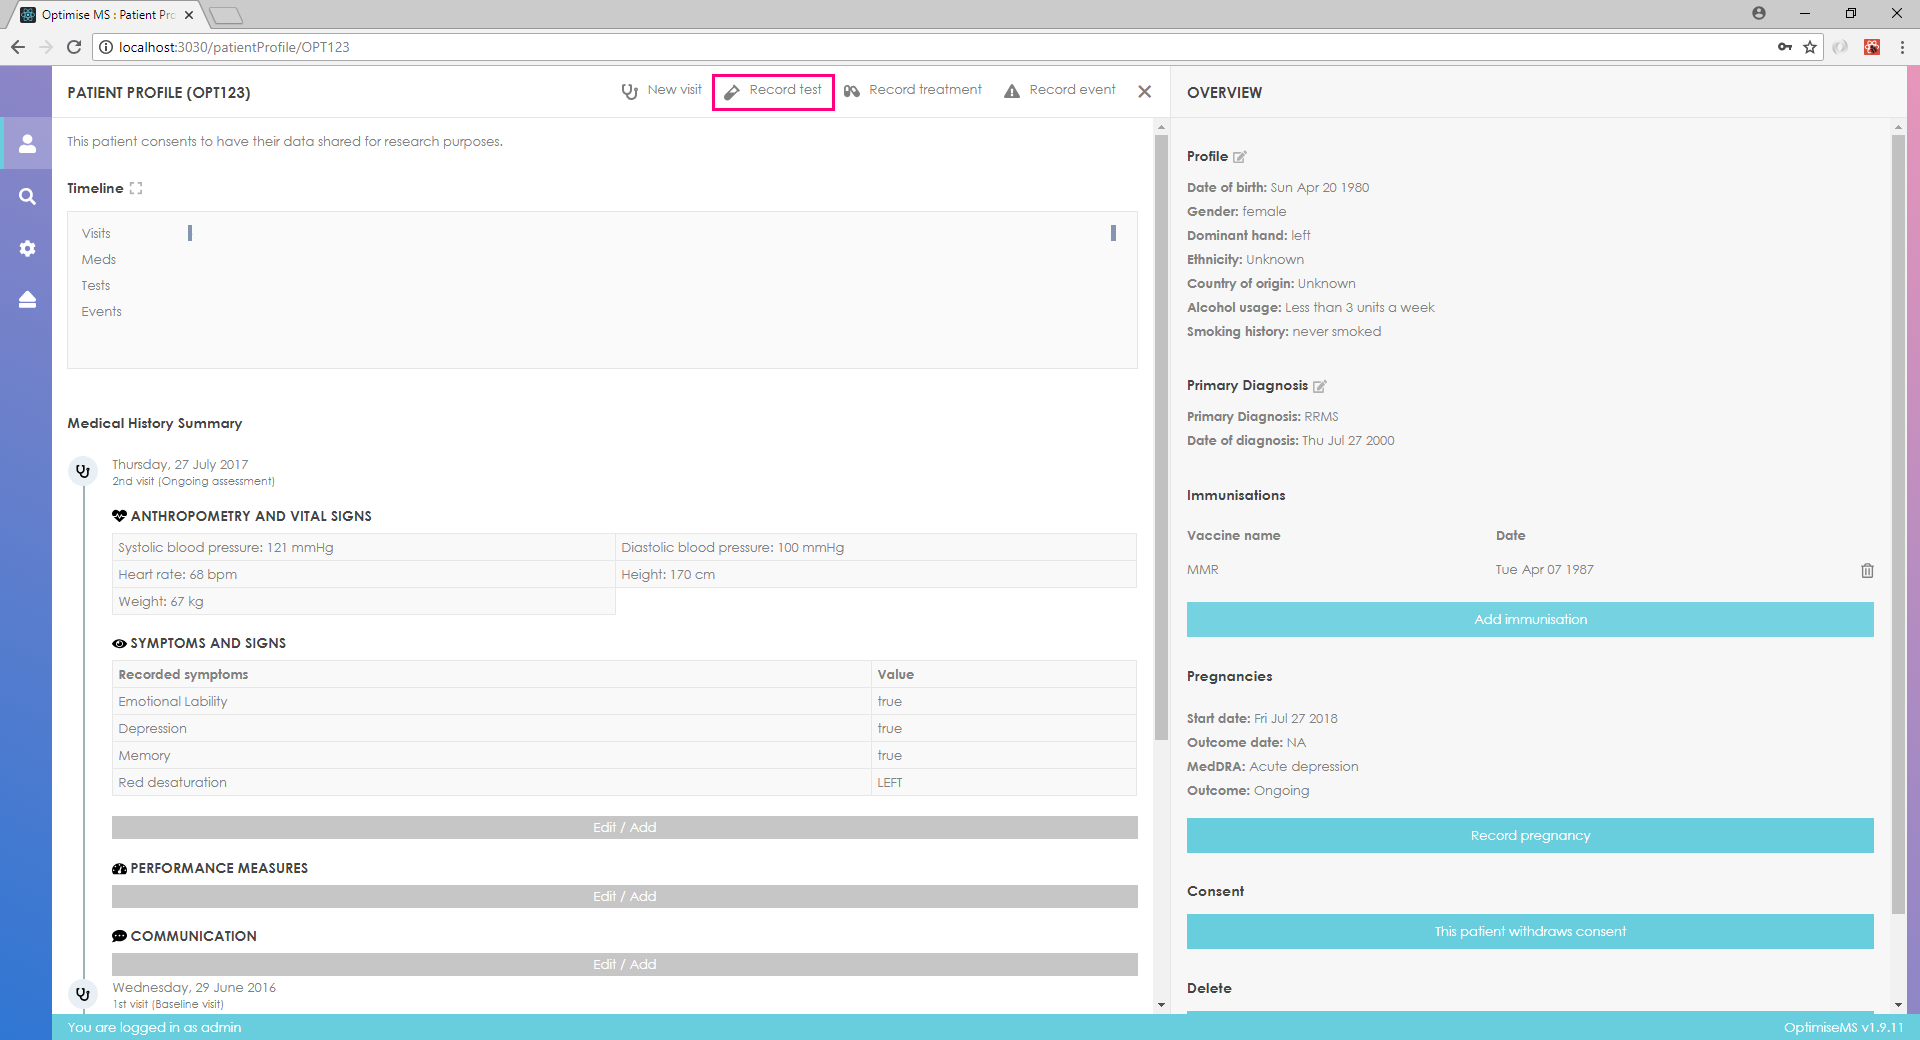 Optimise MS : Patient Pro
localhost:3030/patientProfile/OPT123
PATIENT PROFILE (OPT123)
New visit
Record test
Record treatment
Record event
OVERVIEW
This patient consents to have their data shared for research purposes.
Timeline
Visits
Meds
Tests
Events
Medical History Summary
Thursday, 27 July 2017
2nd visit (Ongoing assessment)
ANTHROPOMETRY AND VITAL SIGNS
Systolic blood pressure: 121 mmHg
Diastolic blood pressure: 100 mmHg
Heart rate: 68 bpm
Height: 170 cm
Weight: 67 kg
SYMPTOMS AND SIGNS
Recorded symptoms
Value
Emotional Lability
true
Depression
true
Memory
true
Red desaturation
LEFT
Edit / Add
PERFORMANCE MEASURES
Edit / Add
COMMUNICATION
Edit / Add
Wednesday, 29 June 2016
1st visit (Baseline visit)
Profile
Date of birth: Sun Apr 20 1980
Gender: female
Dominant hand: left
Ethnicity: Unknown
Country of origin: Unknown
Alcohol usage: Less than 3 units a week
Smoking history: never smoked
Primary Diagnosis
Primary Diagnosis: RRMS
Date of diagnosis: Thu Jul 27 2000
Immunisations
Vaccine name
Date
MMR
Tue Apr 07 1987
Add immunisation
Pregnancies
Start date: Fri Jul 27 2018
Outcome date: NA
MedDRA: Acute depression
Outcome: Ongoing
Record pregnancy
Consent
This patient withdraws consent
Delete
You are logged in as admin
OptimiseMS v1.9.11